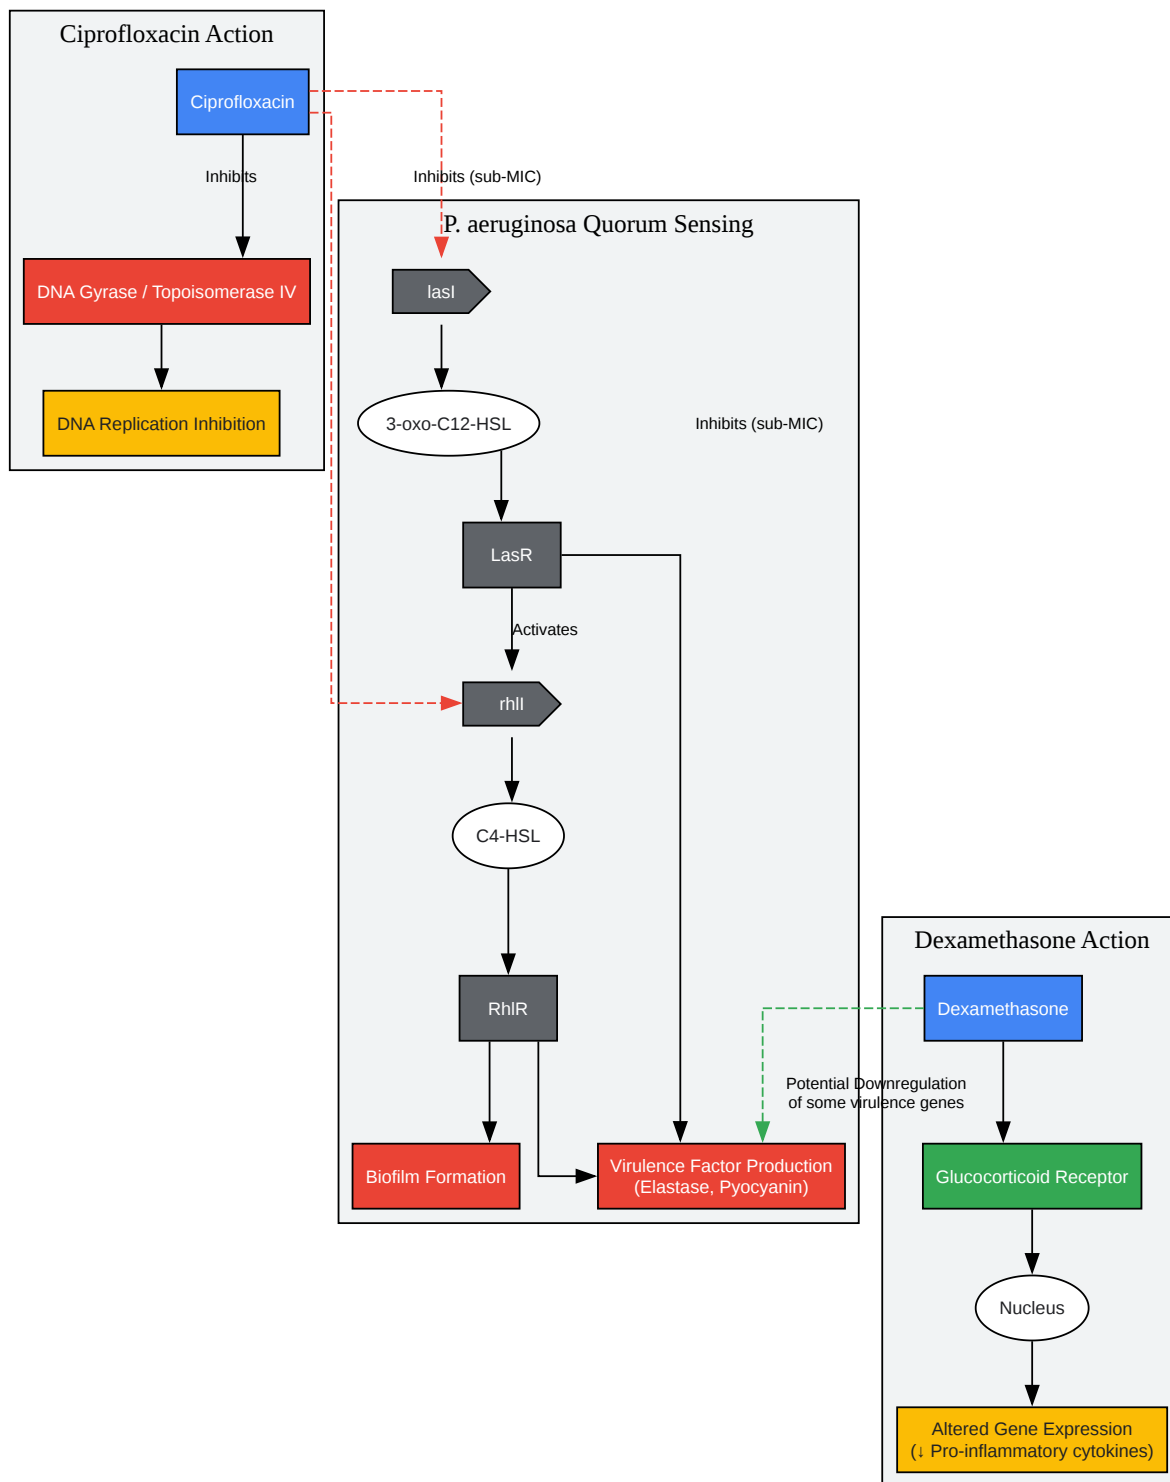 Ciprofloxacin Action
Ciprofloxacin
Inhibits
Inhibits (sub-MIC)
DNA Gyrase / Topoisomerase IV
DNA Replication Inhibition
P. aeruginosa Quorum Sensing
lasI
3-oxo-C12-HSL
Inhibits (sub-MIC)
LasR
Activates
rhlI
C4-HSL
RhlR
Biofilm Formation
Virulence Factor Production
(Elastase, Pyocyanin)
Dexamethasone Action
Dexamethasone
Potential Downregulation
of some virulence genes
Glucocorticoid Receptor
Nucleus
Altered Gene Expression
(↓ Pro-inflammatory cytokines)